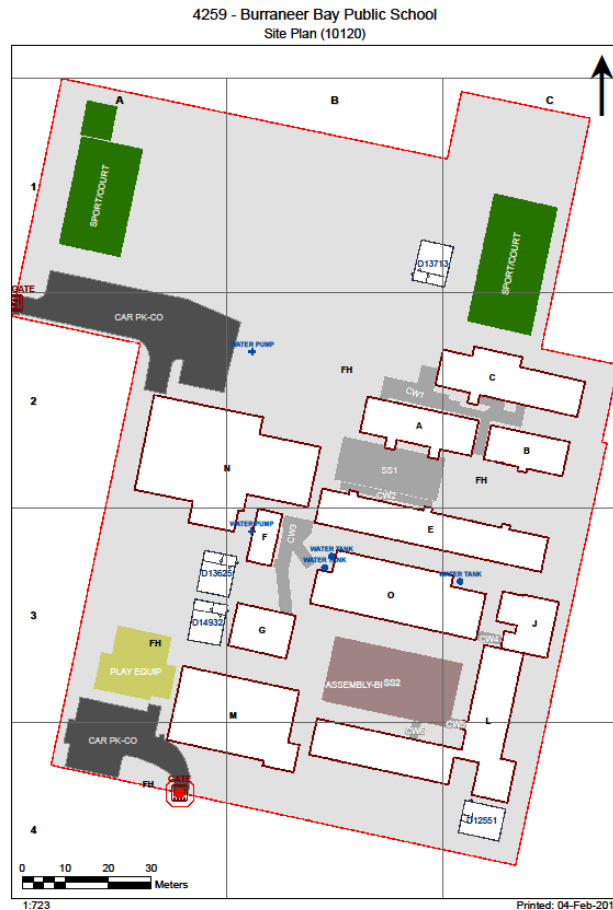 4259 - Burraneer Bay Public School
Site Plan (10120)
A
B
C
1
SPORT/COURT
SPORT/COURT
D13713
GATE
CAR PK-CO
WATER PUMP
FH
C
2
CW1
A
B
N
SS1
FH
CW2
WATER PUMP
F
CW3
E
WATER TANK
WATER TANK
WATER TANK
D13625
O
3
D14932
G
J
CW4
FH
PLAY EQUIP
ASSEMBLY-BI
SS2
M
L
CAR PK-CO
CW5
GATE
FH
D12551
4
0 10 20 30
Meters
1:723
Printed: 04-Feb-201